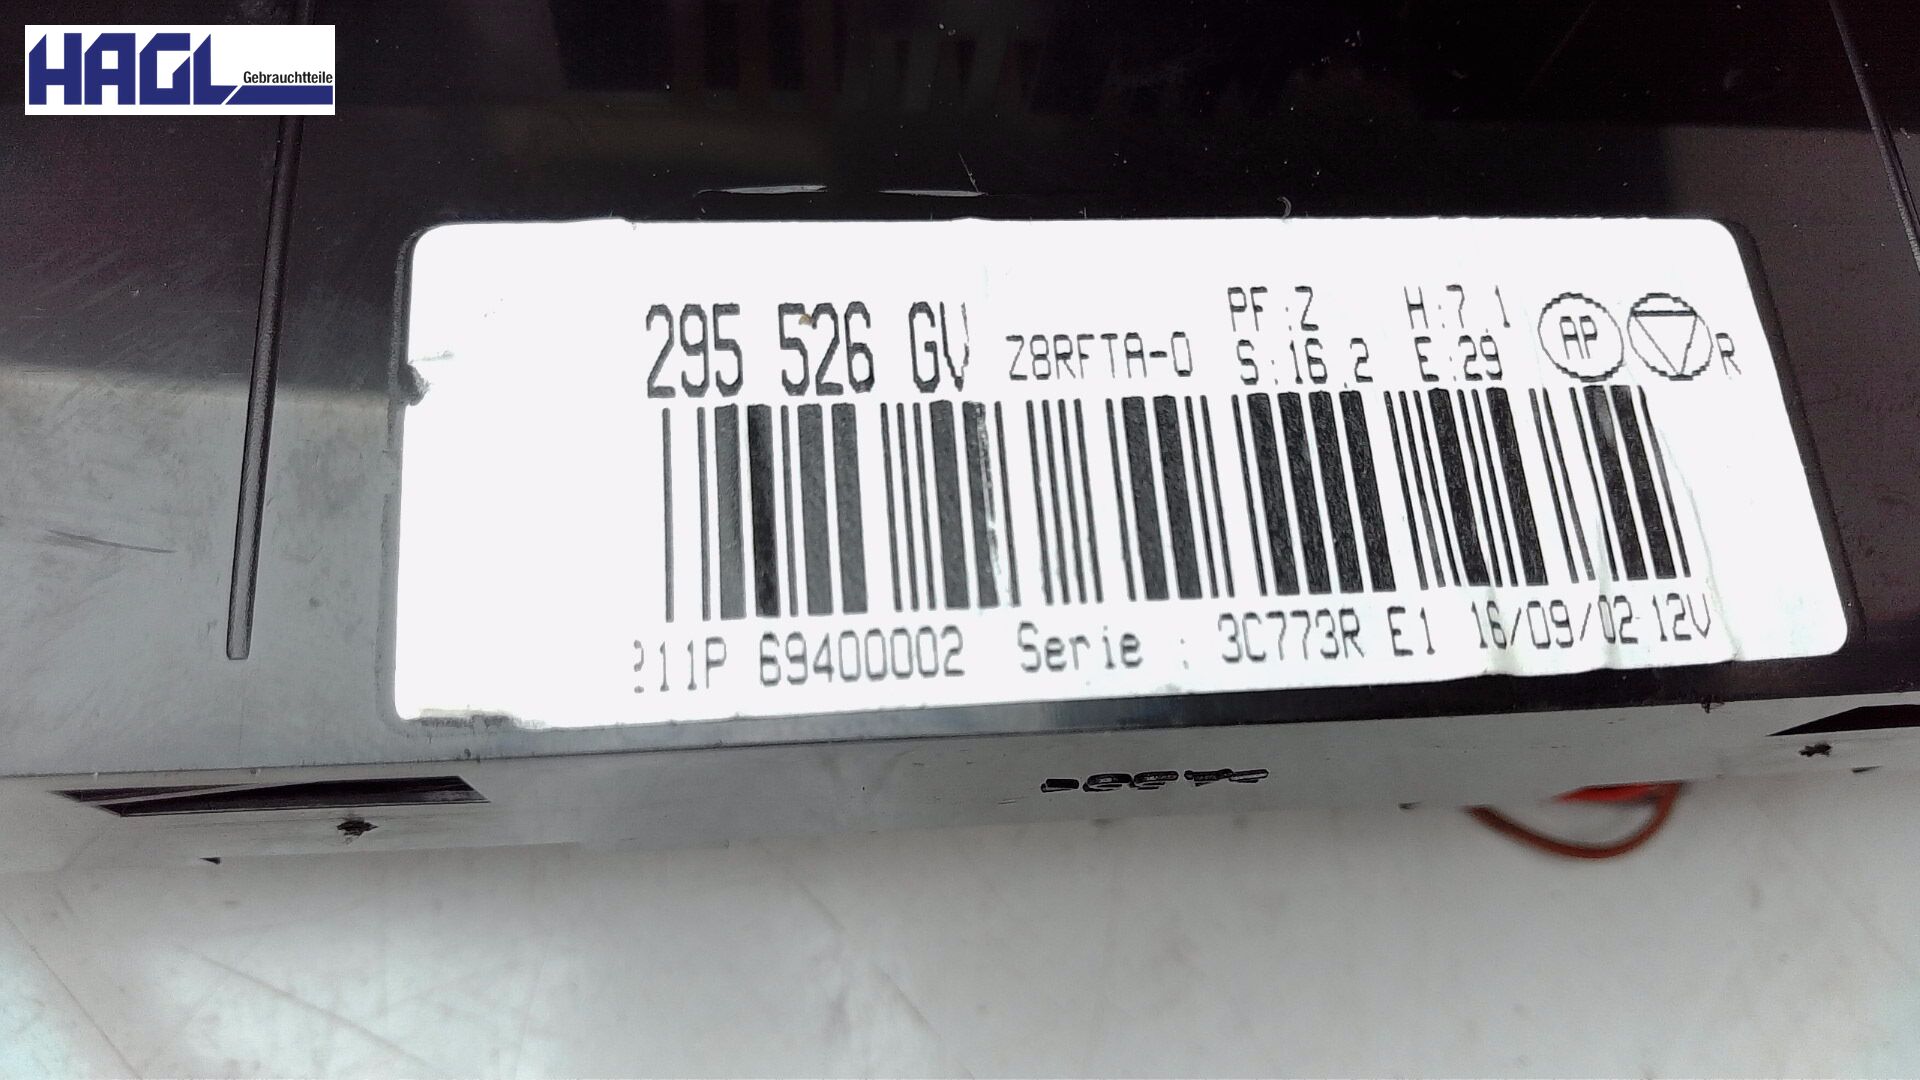 HAGL
Gebrauchtteile
295 526 GV Z8RFTA-0 PF:Z H:7.1 AP
S:16.2 E:29 R
211P 69400002 Serie : 3C773R E1 16/09/02 12V